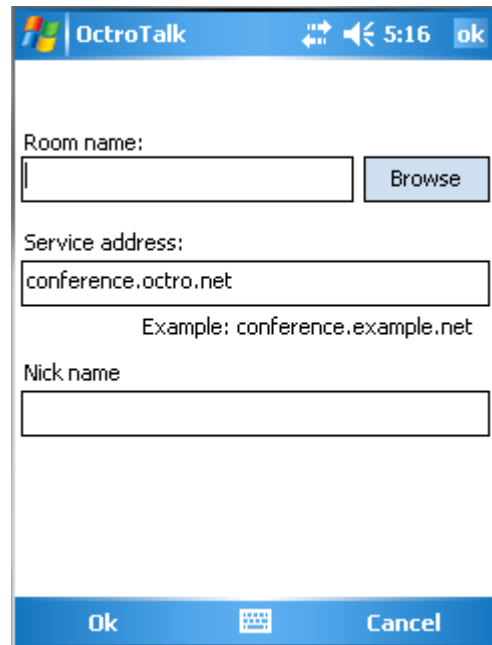 OctroTalk 5:16 ok
Room name:
Browse
Service address:
conference.octro.net
Example: conference.example.net
Nick name
Ok Cancel